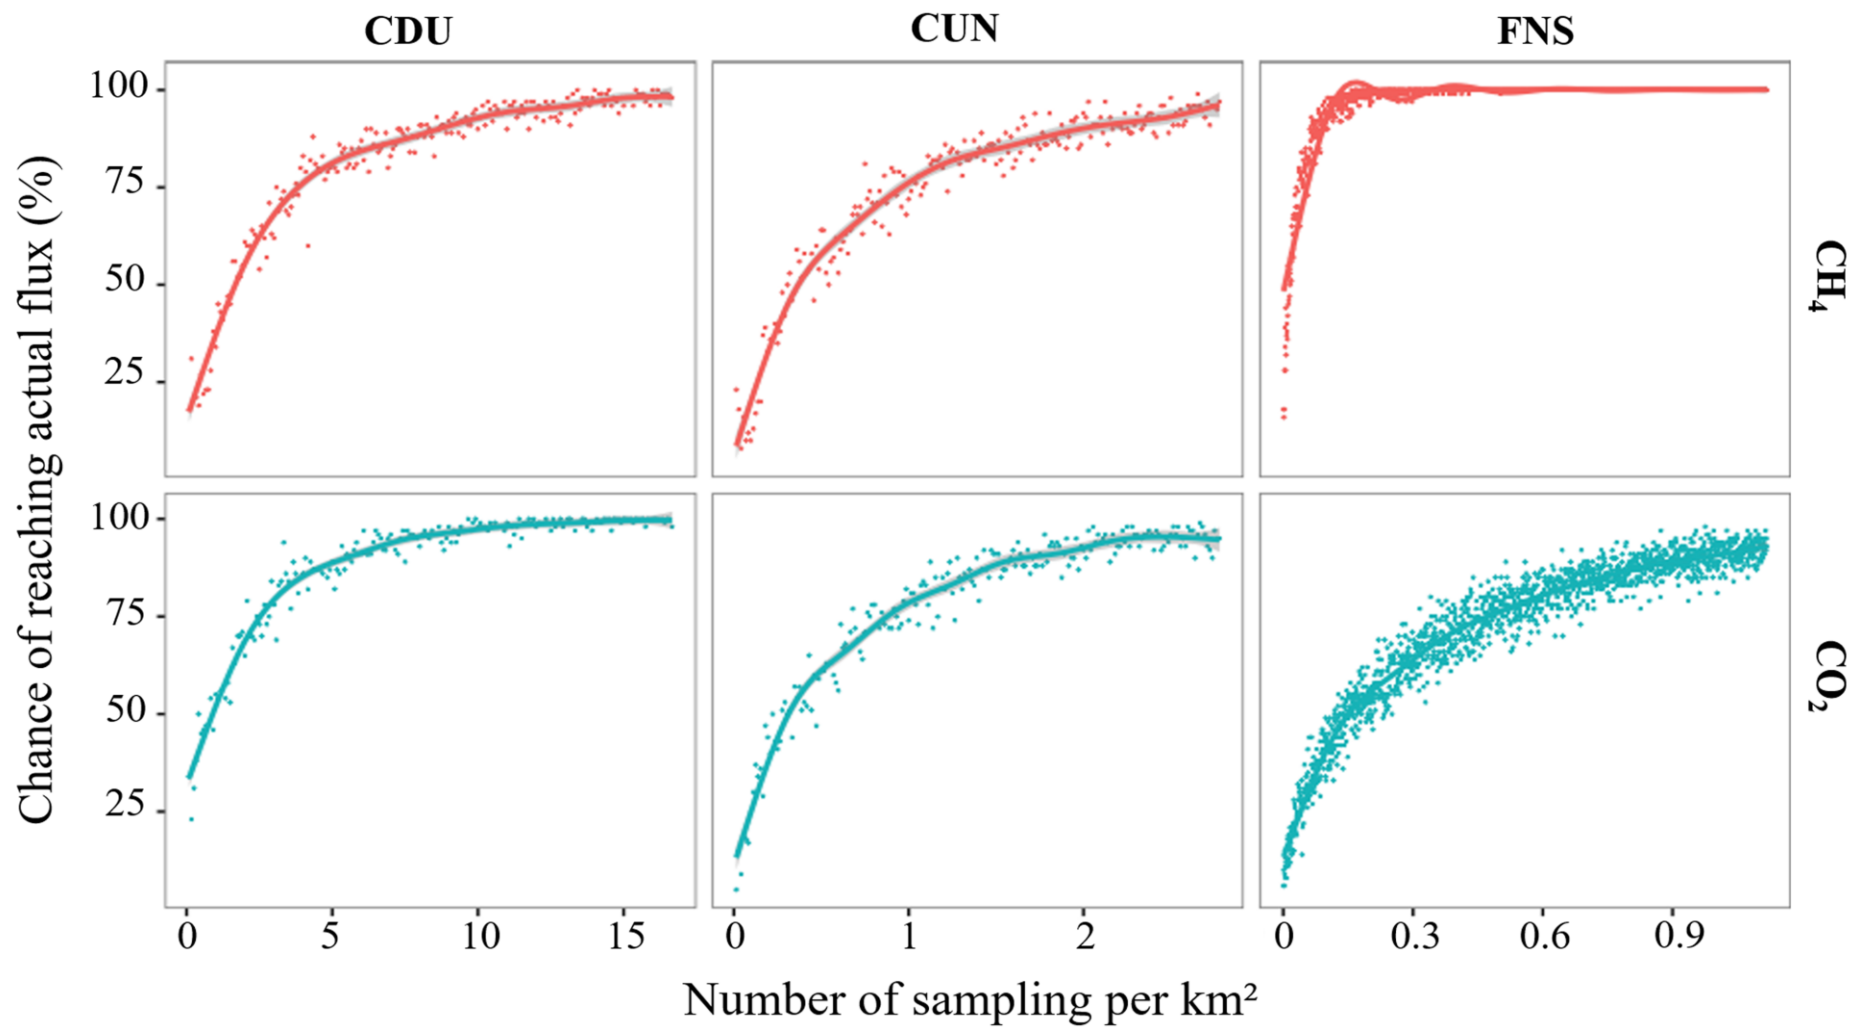 CDU CUN FNS
Chance of reaching actual flux (%)
100
75
50
25
CH₄
100
75
50
25
CO₂
0 5 10 15 0 1 2 0 0.3 0.6 0.9
Number of sampling per km²